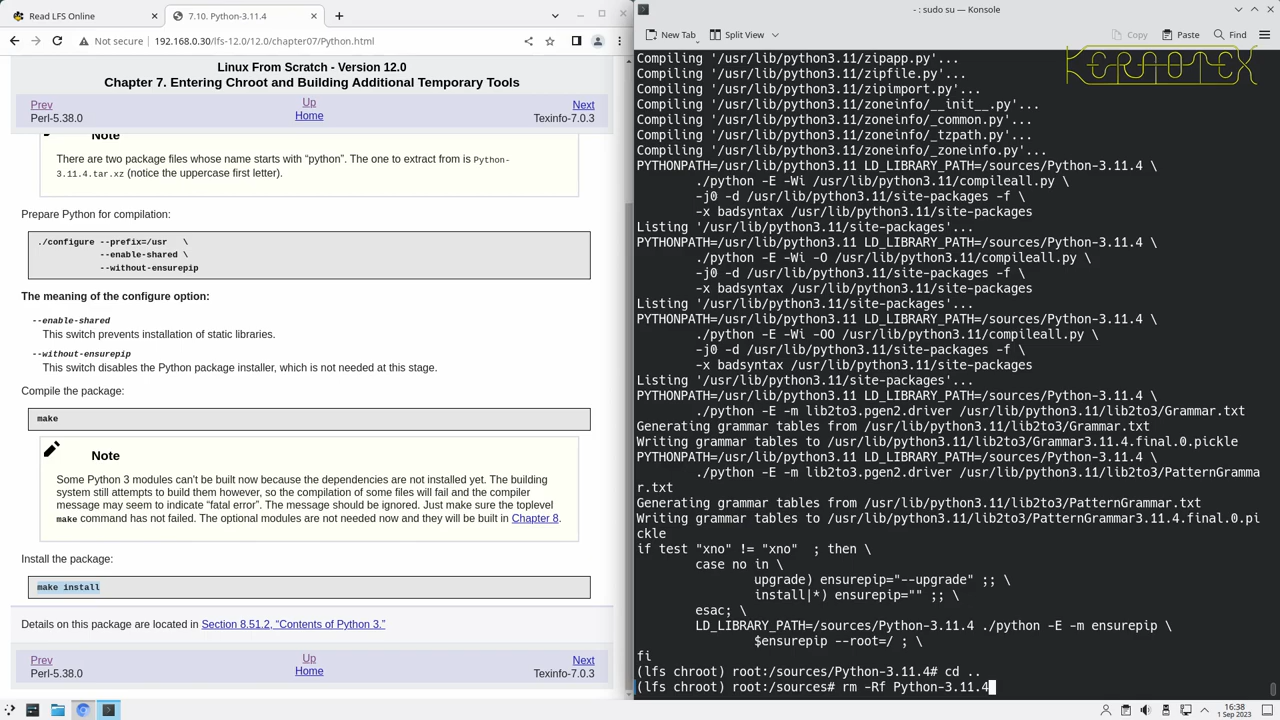 Read LFS Online
7.10. Python-3.11.4
Not secure
192.168.0.30/lfs-12.0/12.0/chapter07/Python.html
Linux From Scratch - Version 12.0
Chapter 7. Entering Chroot and Building Additional Temporary Tools
Prev
Up
Next
Perl-5.38.0
Home
Texinfo-7.0.3
Note
There are two package files whose name starts with “python”. The one to extract from is Python-
3.11.4.tar.xz (notice the uppercase first letter).
Prepare Python for compilation:
./configure --prefix=/usr \
--enable-shared \
--without-ensurepip
The meaning of the configure option:
--enable-shared
This switch prevents installation of static libraries.
--without-ensurepip
This switch disables the Python package installer, which is not needed at this stage.
Compile the package:
make
Note
Some Python 3 modules can't be built now because the dependencies are not installed yet. The building
system still attempts to build them however, so the compilation of some files will fail and the compiler
message may seem to indicate “fatal error”. The message should be ignored. Just make sure the toplevel
make command has not failed. The optional modules are not needed now and they will be built in Chapter 8.
Install the package:
make install
Details on this package are located in Section 8.51.2, “Contents of Python 3.”
Prev
Up
Next
Perl-5.38.0
Home
Texinfo-7.0.3
- : sudo su — Konsole
New Tab
Split View
Copy
Paste
Find
KERNOTEX
Compiling '/usr/lib/python3.11/zipapp.py'...
Compiling '/usr/lib/python3.11/zipfile.py'...
Compiling '/usr/lib/python3.11/zipimport.py'...
Compiling '/usr/lib/python3.11/zoneinfo/__init__.py'...
Compiling '/usr/lib/python3.11/zoneinfo/_common.py'...
Compiling '/usr/lib/python3.11/zoneinfo/_tzpath.py'...
Compiling '/usr/lib/python3.11/zoneinfo/_zoneinfo.py'...
PYTHONPATH=/usr/lib/python3.11 LD_LIBRARY_PATH=/sources/Python-3.11.4 \
./python -E -Wi /usr/lib/python3.11/compileall.py \
-j0 -d /usr/lib/python3.11/site-packages -f \
-x badsyntax /usr/lib/python3.11/site-packages
Listing '/usr/lib/python3.11/site-packages'...
PYTHONPATH=/usr/lib/python3.11 LD_LIBRARY_PATH=/sources/Python-3.11.4 \
./python -E -Wi -O /usr/lib/python3.11/compileall.py \
-j0 -d /usr/lib/python3.11/site-packages -f \
-x badsyntax /usr/lib/python3.11/site-packages
Listing '/usr/lib/python3.11/site-packages'...
PYTHONPATH=/usr/lib/python3.11 LD_LIBRARY_PATH=/sources/Python-3.11.4 \
./python -E -Wi -OO /usr/lib/python3.11/compileall.py \
-j0 -d /usr/lib/python3.11/site-packages -f \
-x badsyntax /usr/lib/python3.11/site-packages
Listing '/usr/lib/python3.11/site-packages'...
PYTHONPATH=/usr/lib/python3.11 LD_LIBRARY_PATH=/sources/Python-3.11.4 \
./python -E -m lib2to3.pgen2.driver /usr/lib/python3.11/lib2to3/Grammar.txt
Generating grammar tables from /usr/lib/python3.11/lib2to3/Grammar.txt
Writing grammar tables to /usr/lib/python3.11/lib2to3/Grammar3.11.4.final.0.pickle
PYTHONPATH=/usr/lib/python3.11 LD_LIBRARY_PATH=/sources/Python-3.11.4 \
./python -E -m lib2to3.pgen2.driver /usr/lib/python3.11/lib2to3/PatternGramma
r.txt
Generating grammar tables from /usr/lib/python3.11/lib2to3/PatternGrammar.txt
Writing grammar tables to /usr/lib/python3.11/lib2to3/PatternGrammar3.11.4.final.0.pi
ckle
if test "xno" != "xno" ; then \
case no in \
upgrade) ensurepip="--upgrade" ;; \
install|*) ensurepip="" ;; \
esac; \
LD_LIBRARY_PATH=/sources/Python-3.11.4 ./python -E -m ensurepip \
$ensurepip --root=/ ; \
fi
(lfs chroot) root:/sources/Python-3.11.4# cd ..
(lfs chroot) root:/sources# rm -Rf Python-3.11.4
16:38
1 Sep 2023